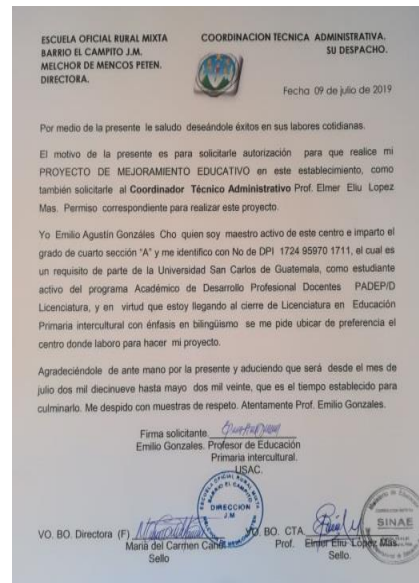 ESCUELA OFICIAL RURAL MIXTA
BARRIO EL CAMPITO J.M.
MELCHOR DE MENCOS PETEN.
DIRECTORA.
COORDINACION TECNICA ADMINISTRATIVA.
SU DESPACHO.
Fecha 09 de julio de 2019
Por medio de la presente le saludo deseándole éxitos en sus labores cotidianas.
El motivo de la presente es para solicitarle autorización para que realice mi
PROYECTO DE MEJORAMIENTO EDUCATIVO en este establecimiento, como
también solicitarle al Coordinador Técnico Administrativo Prof. Elmer Eliu Lopez
Mas. Permiso correspondiente para realizar este proyecto.
Yo Emilio Agustín Gonzáles Cho quien soy maestro activo de este centro e imparto el
grado de cuarto sección "A" y me identifico con No de DPI 1724 95970 1711, el cual es
un requisito de parte de la Universidad San Carlos de Guatemala, como estudiante
activo del programa Académico de Desarrollo Profesional Docentes PADEP/D
Licenciatura, y en virtud que estoy llegando al cierre de Licenciatura en Educación
Primaria intercultural con énfasis en bilingüismo se me pide ubicar de preferencia el
centro donde laboro para hacer mi proyecto.
Agradeciéndole de ante mano por la presente y aduciendo que será desde el mes de
julio dos mil diecinueve hasta mayo dos mil veinte, que es el tiempo establecido para
culminarlo. Me despido con muestras de respeto. Atentamente Prof. Emilio Gonzales.
Firma solicitante
Emilio Gonzales. Profesor de Educación
Primaria intercultural.
USAC.
ESCUELA OFICIAL RURAL MIXTA
BARRIO EL CAMPITO
DIRECCION
J.M
SINAE
VO. BO. Directora (F)
María del Carmen
Sello
VO. BO. CTA.
Prof. Elmer Eliu López Mas.
Sello.